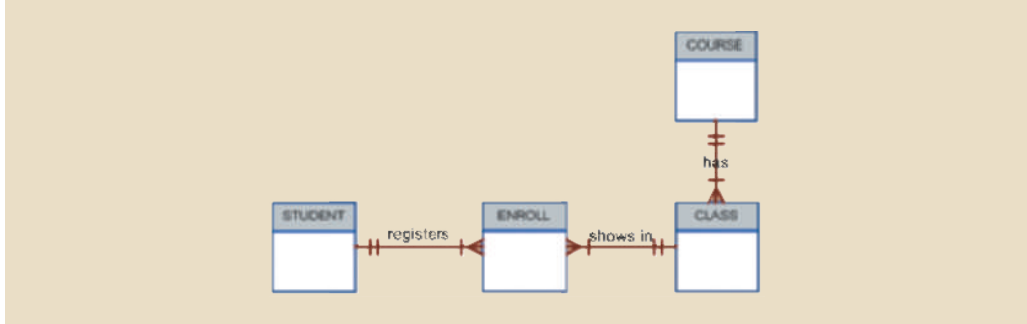 COURSE
has
STUDENT
registers
ENROLL
shows in
CLASS